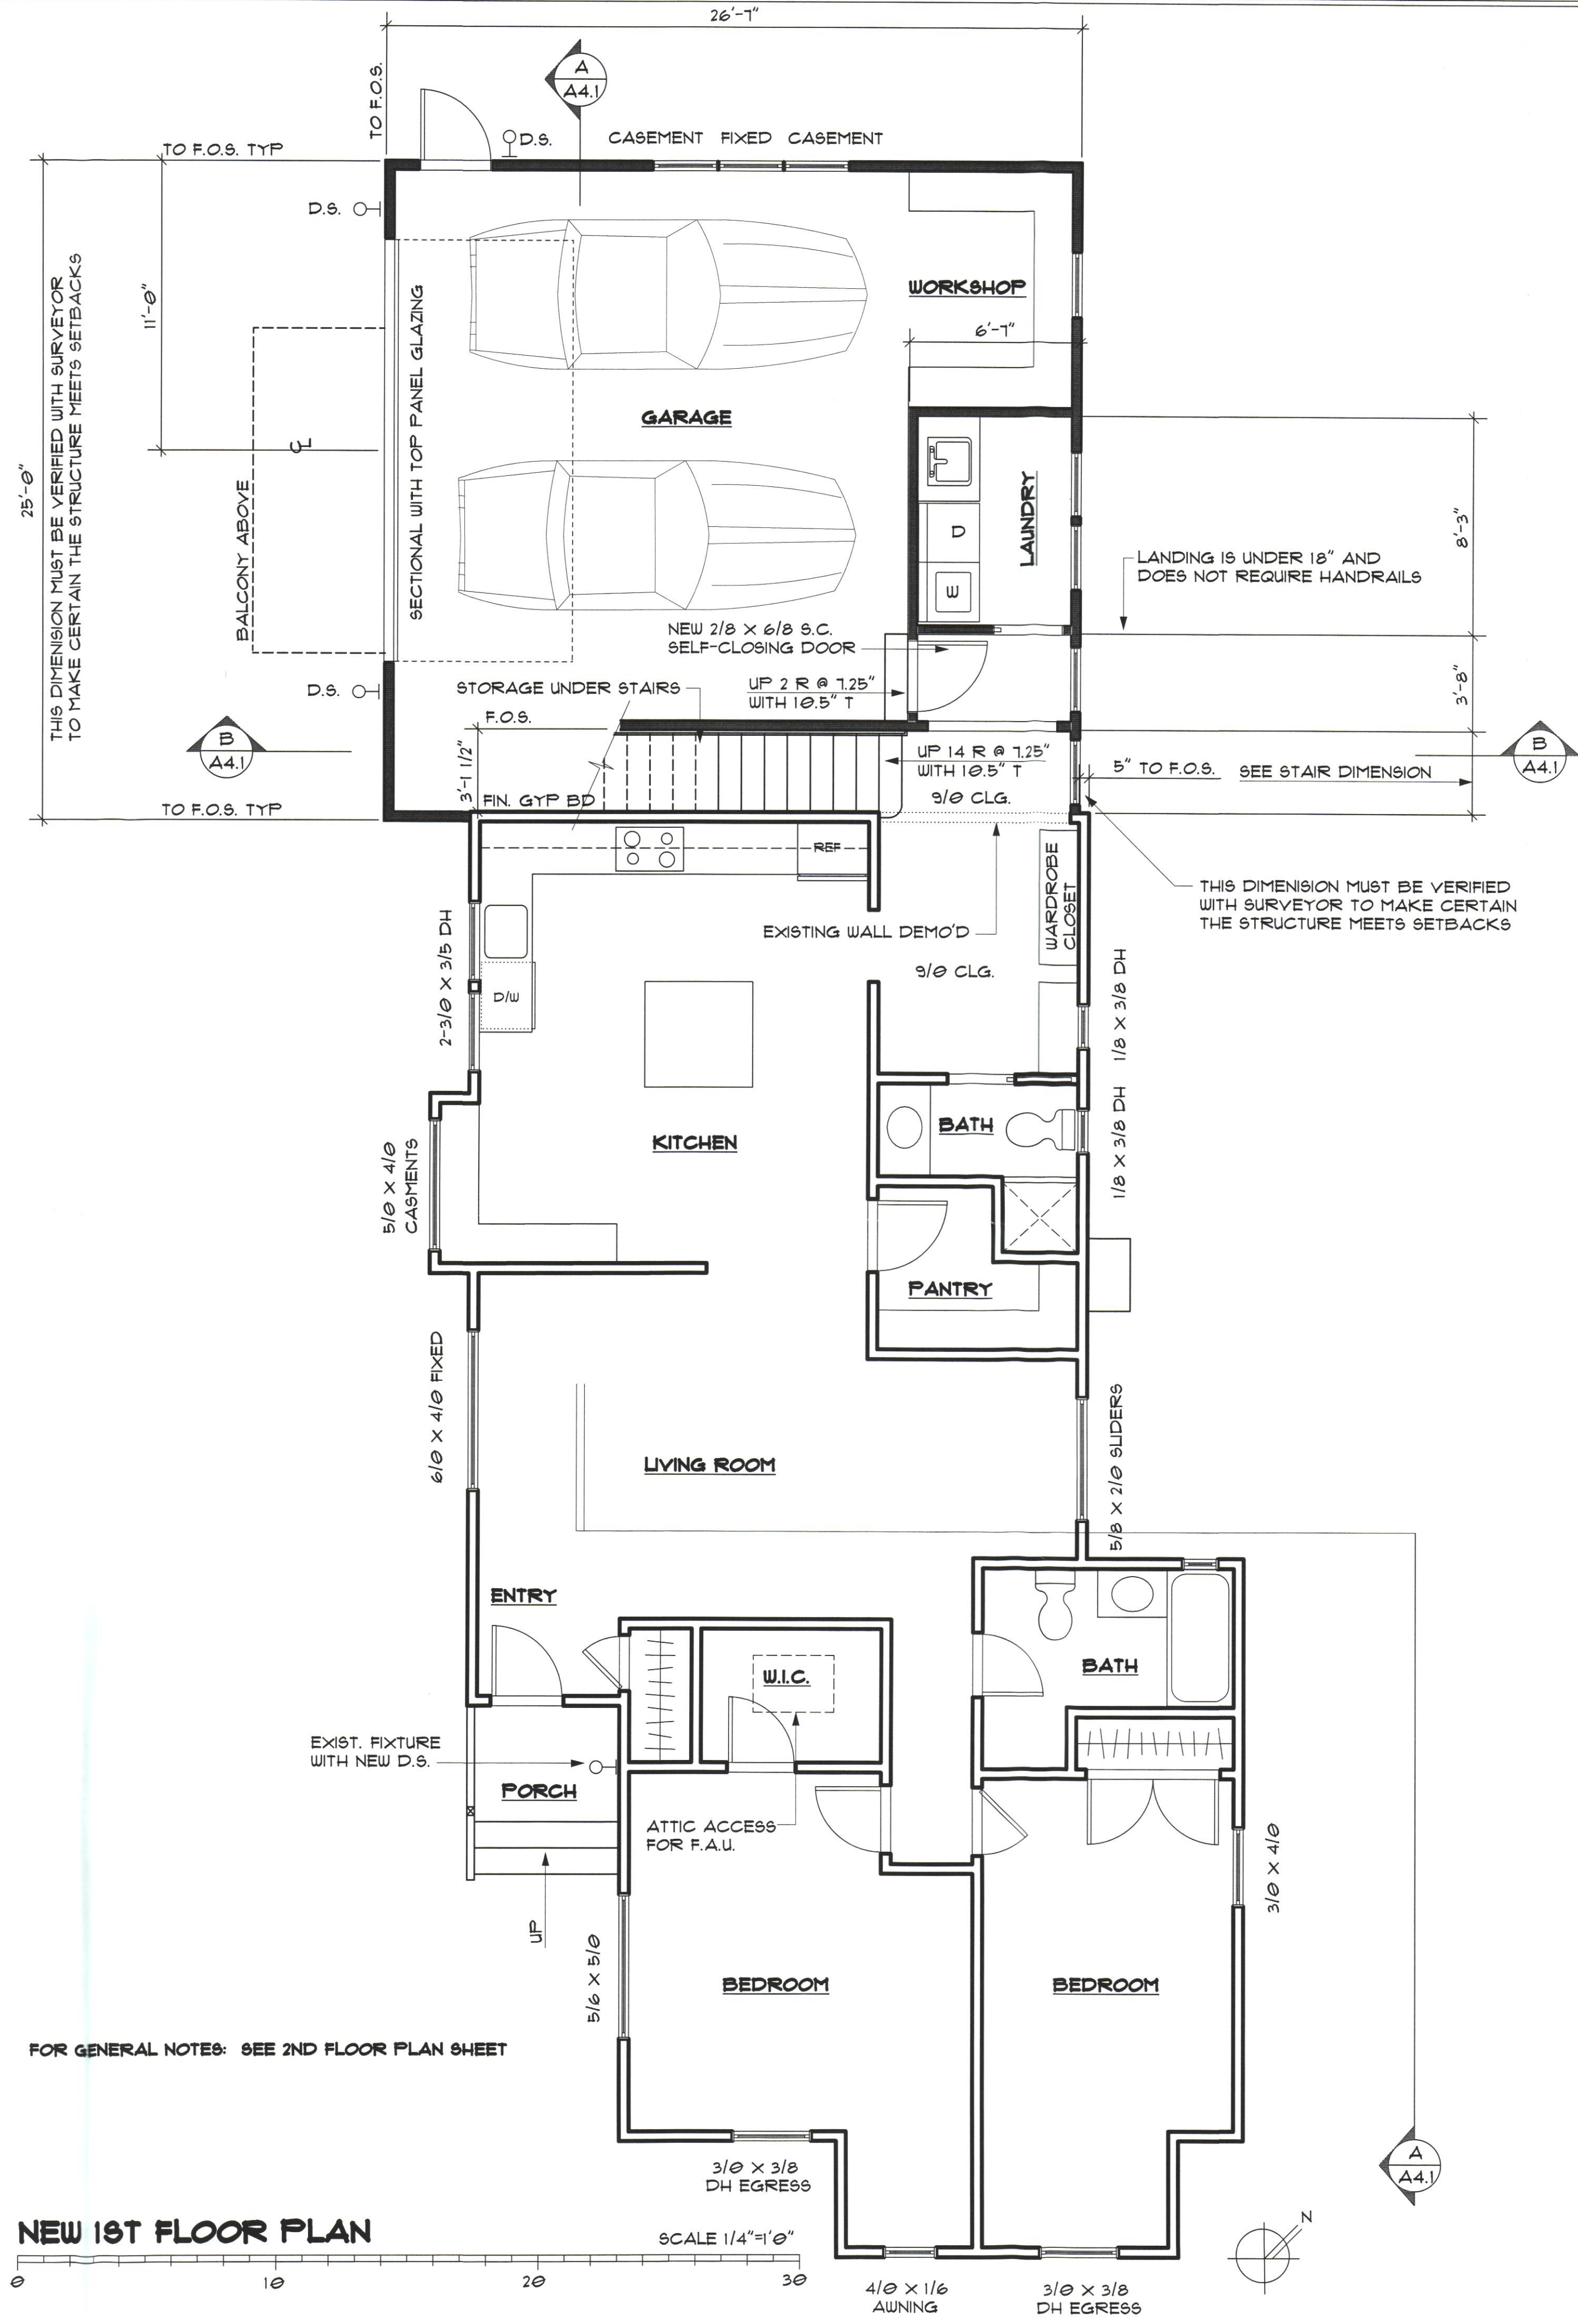 26'-7"
TO F.O.S.
A
A4.1
D.S.
CASEMENT FIXED CASEMENT
TO F.O.S. TYP
D.S.
11'-0"
25'-0"
THIS DIMENSION MUST BE VERIFIED WITH SURVEYOR
TO MAKE CERTAIN THE STRUCTURE MEETS SETBACKS
BALCONY ABOVE
CL
SECTIONAL WITH TOP PANEL GLAZING
WORKSHOP
6'-7"
GARAGE
LAUNDRY
D
W
8'-3"
LANDING IS UNDER 18" AND
DOES NOT REQUIRE HANDRAILS
NEW 2/8 X 6/8 S.C.
SELF-CLOSING DOOR
D.S.
STORAGE UNDER STAIRS
UP 2 R @ 7.25"
WITH 10.5" T
3'-8"
F.O.S.
B
A4.1
3'-1 1/2"
UP 14 R @ 7.25"
WITH 10.5" T
9/0 CLG.
5" TO F.O.S.
SEE STAIR DIMENSION
B
A4.1
TO F.O.S. TYP
FIN. GYP BD
REF
WARDROBE
CLOSET
THIS DIMENISION MUST BE VERIFIED
WITH SURVEYOR TO MAKE CERTAIN
THE STRUCTURE MEETS SETBACKS
2-3/0 X 3/5 DH
EXISTING WALL DEMO'D
9/0 CLG.
D/W
1/8 X 3/8 DH
1/8 X 3/8 DH
BATH
KITCHEN
5/0 X 4/0
CASMENTS
PANTRY
6/0 X 4/0 FIXED
LIVING ROOM
5/8 X 2/0 SLIDERS
ENTRY
BATH
W.I.C.
EXIST. FIXTURE
WITH NEW D.S.
PORCH
ATTIC ACCESS
FOR F.A.U.
3/0 X 4/0
UP
5/6 X 5/0
BEDROOM
BEDROOM
FOR GENERAL NOTES: SEE 2ND FLOOR PLAN SHEET
3/0 X 3/8
DH EGRESS
A
A4.1
NEW 1ST FLOOR PLAN
SCALE 1/4"=1'0"
N
0
10
20
30
4/0 X 1/6
AWNING
3/0 X 3/8
DH EGRESS